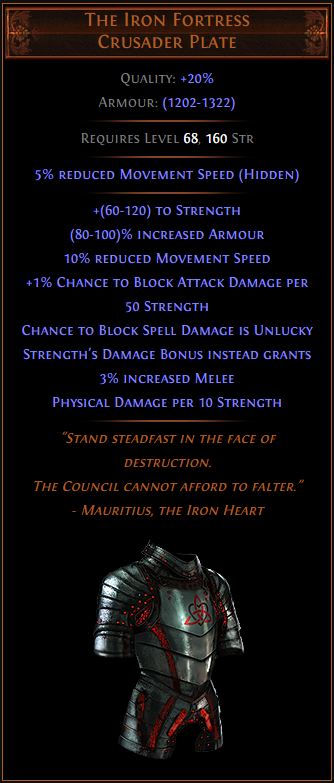 The Iron Fortress
Crusader Plate
Quality: +20%
Armour: (1202-1322)
Requires Level 68, 160 Str
5% reduced Movement Speed (Hidden)
+(60-120) to Strength
(80-100)% increased Armour
10% reduced Movement Speed
+1% Chance to Block Attack Damage per
50 Strength
Chance to Block Spell Damage is Unlucky
Strength's Damage Bonus instead grants
3% increased Melee
Physical Damage per 10 Strength
"Stand steadfast in the face of
destruction.
The Council cannot afford to falter."
- Mauritius, the Iron Heart